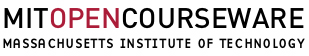 MITOPENCOURSEWARE
MASSACHUSETTS INSTITUTE OF TECHNOLOGY